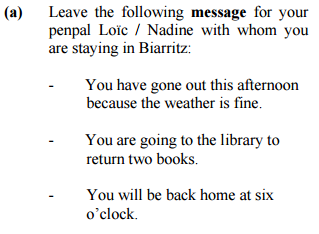 (a) Leave the following message for your
penpal Loïc / Nadine with whom you
are staying in Biarritz:
- You have gone out this afternoon
because the weather is fine.
- You are going to the library to
return two books.
- You will be back home at six
o’clock.